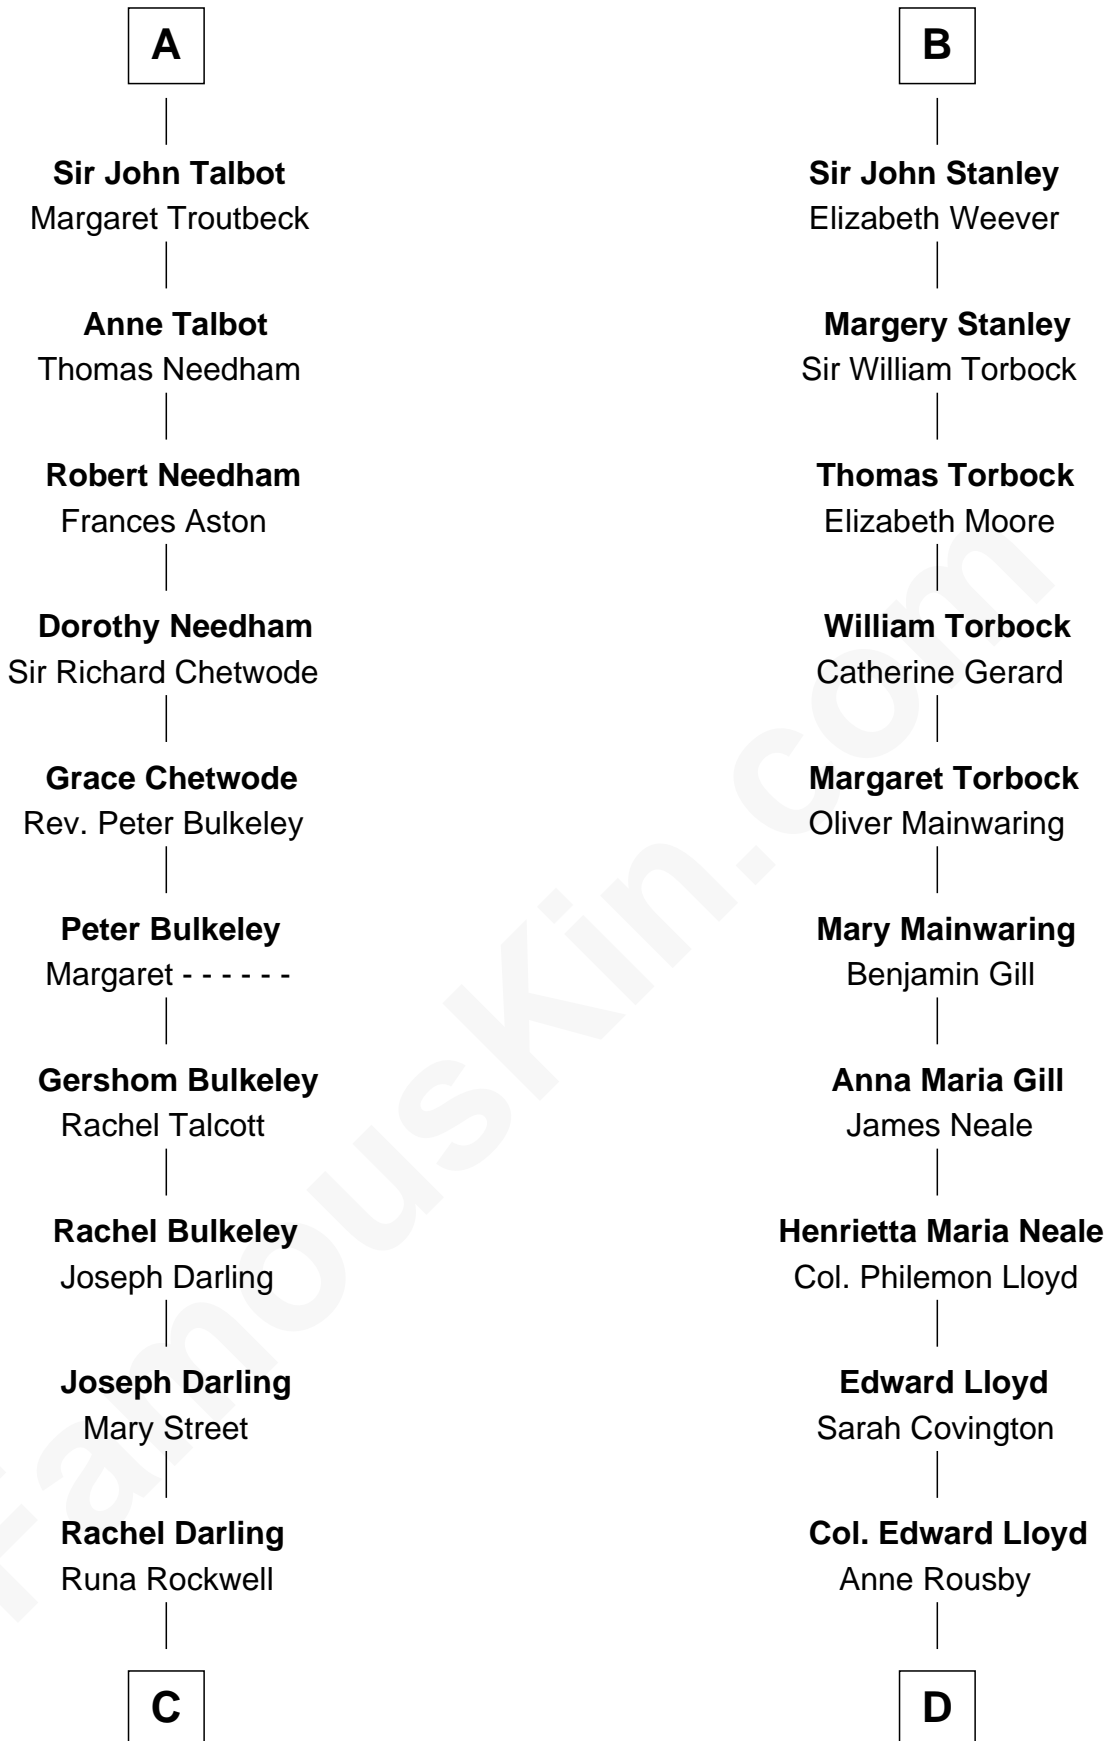 A
Sir John Talbot
Margaret Troutbeck
Anne Talbot
Thomas Needham
Robert Needham
Frances Aston
Dorothy Needham
Sir Richard Chetwode
Grace Chetwode
Rev. Peter Bulkeley
Peter Bulkeley
Margaret - - - - - -
Gershom Bulkeley
Rachel Talcott
Rachel Bulkeley
Joseph Darling
Joseph Darling
Mary Street
Rachel Darling
Runa Rockwell
C
B
Sir John Stanley
Elizabeth Weever
Margery Stanley
Sir William Torbock
Thomas Torbock
Elizabeth Moore
William Torbock
Catherine Gerard
Margaret Torbock
Oliver Mainwaring
Mary Mainwaring
Benjamin Gill
Anna Maria Gill
James Neale
Henrietta Maria Neale
Col. Philemon Lloyd
Edward Lloyd
Sarah Covington
Col. Edward Lloyd
Anne Rousby
D
FamousKin.com